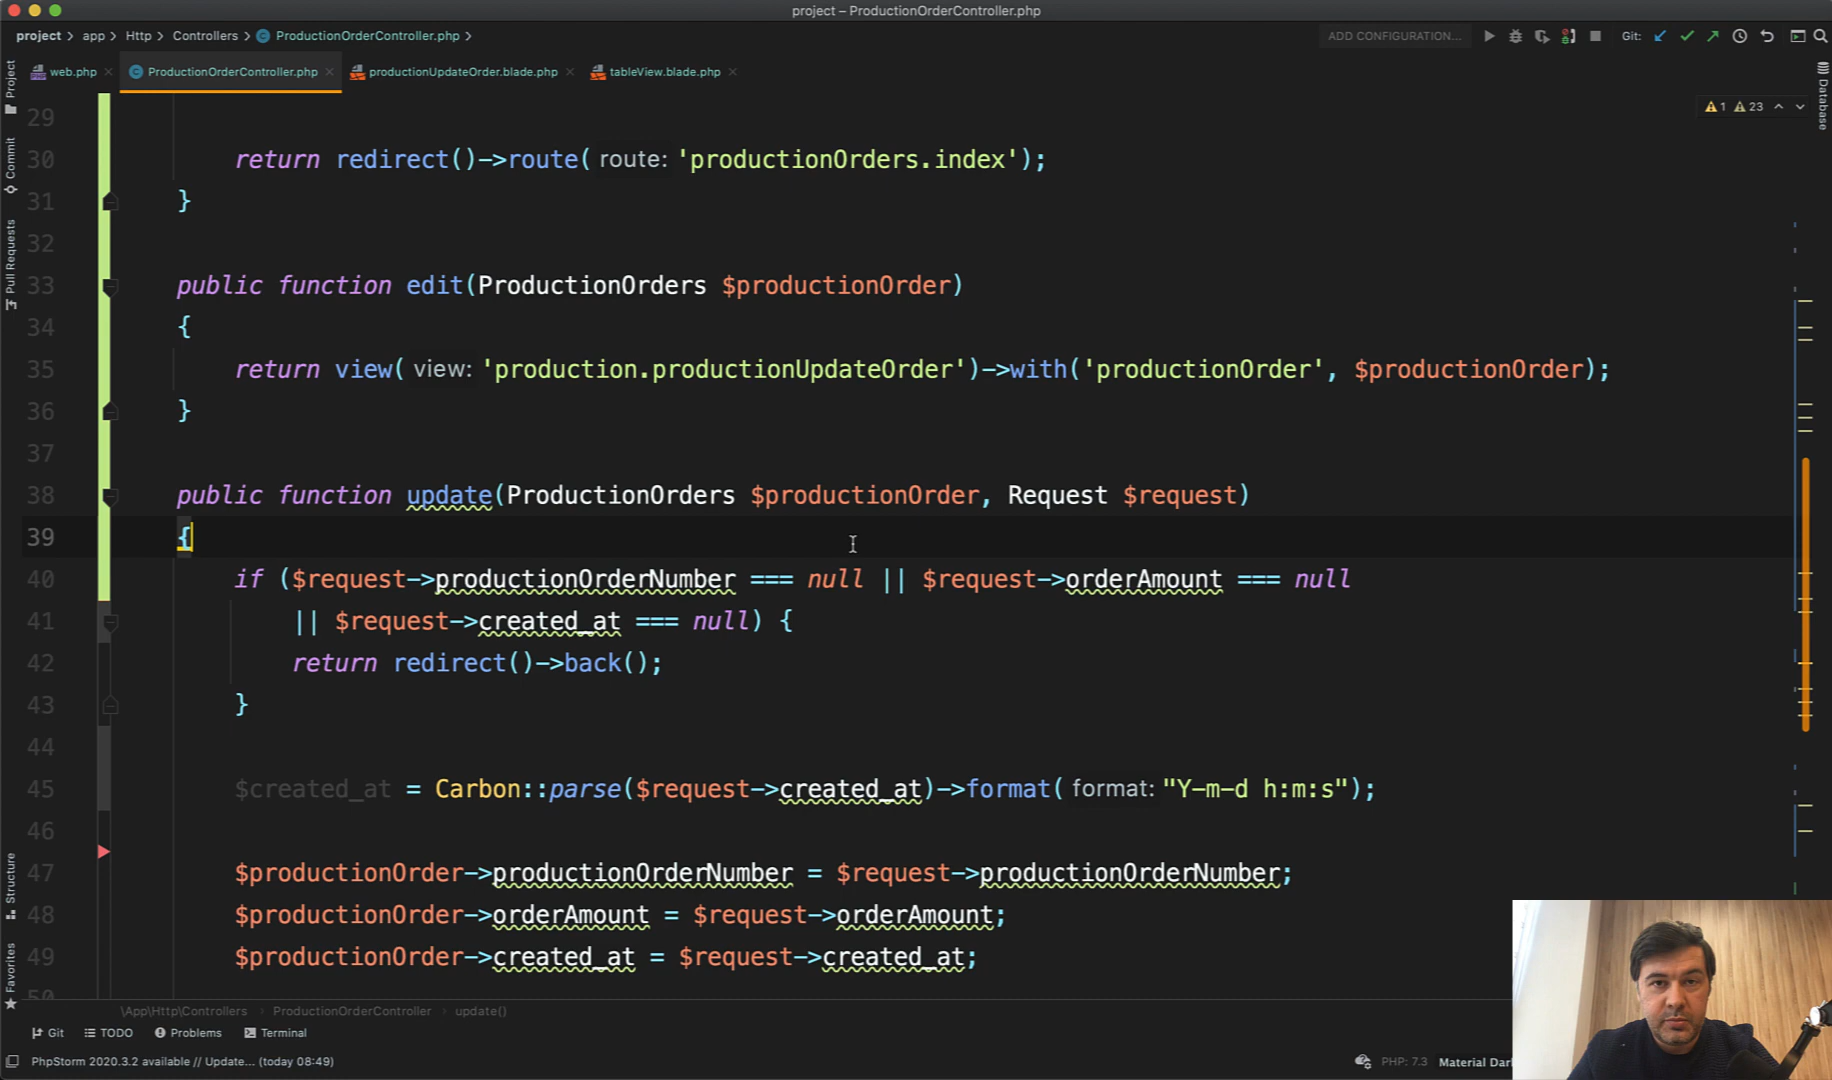 project – ProductionOrderController.php
project > app > Http > Controllers > ProductionOrderController.php >
ADD CONFIGURATION...
Git:
web.php
ProductionOrderController.php
productionUpdateOrder.blade.php
tableView.blade.php
1 23
Project
Commit
Pull Requests
Structure
Favorites
Database
29
30 return redirect()->route( route: 'productionOrders.index');
31 }
32
33 public function edit(ProductionOrders $productionOrder)
34 {
35 return view( view: 'production.productionUpdateOrder')->with('productionOrder', $productionOrder);
36 }
37
38 public function update(ProductionOrders $productionOrder, Request $request)
39 {
40 if ($request->productionOrderNumber === null || $request->orderAmount === null
41 || $request->created_at === null) {
42 return redirect()->back();
43 }
44
45 $created_at = Carbon::parse($request->created_at)->format( format: "Y-m-d h:m:s");
46
47 $productionOrder->productionOrderNumber = $request->productionOrderNumber;
48 $productionOrder->orderAmount = $request->orderAmount;
49 $productionOrder->created_at = $request->created_at;
50
\App\Http\Controllers > ProductionOrderController > update()
Git TODO Problems Terminal
PhpStorm 2020.3.2 available // Update... (today 08:49)
PHP: 7.3 Material Dar